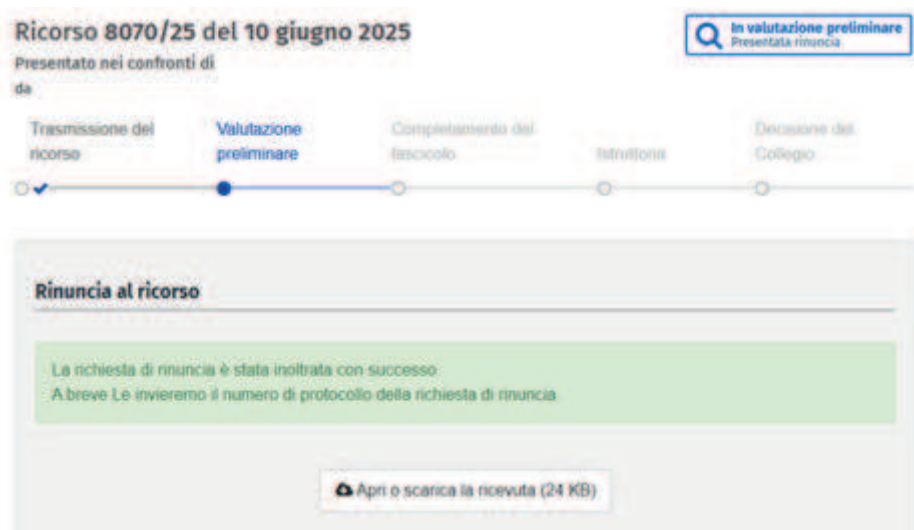 Ricorso 8070/25 del 10 giugno 2025
In valutazione preliminare
Presentata rinuncia
Presentato nei confronti di
da
Trasmissione del
ricorso
Valutazione
preliminare
Completamento del
fascicolo
Istruttoria
Decisione del
Collegio
Rinuncia al ricorso
La richiesta di rinuncia è stata inoltrata con successo
A breve Le invieremo il numero di protocollo della richiesta di rinuncia
Apri o scarica la ricevuta (24 KB)